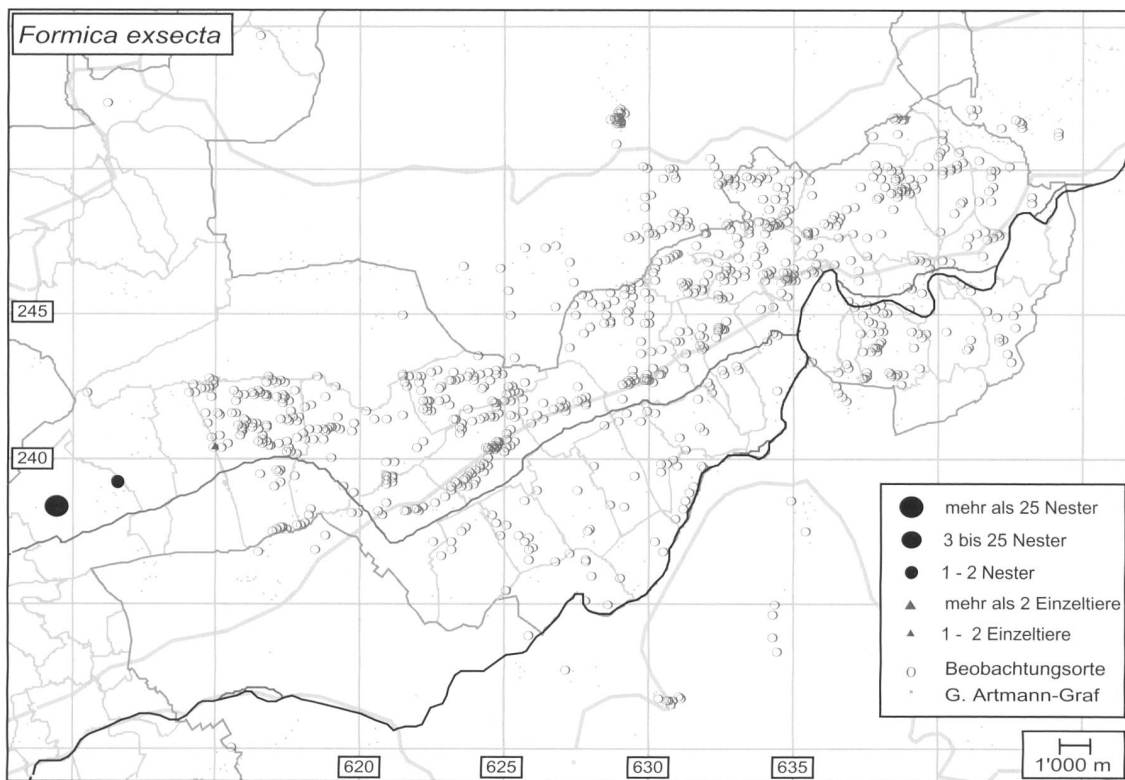 Formica exsecta
245
240
mehr als 25 Nester
3 bis 25 Nester
1 - 2 Nester
mehr als 2 Einzeltiere
1 - 2 Einzeltiere
Beobachtungsorte
G. Artmann-Graf
620
625
630
635
1'000 m